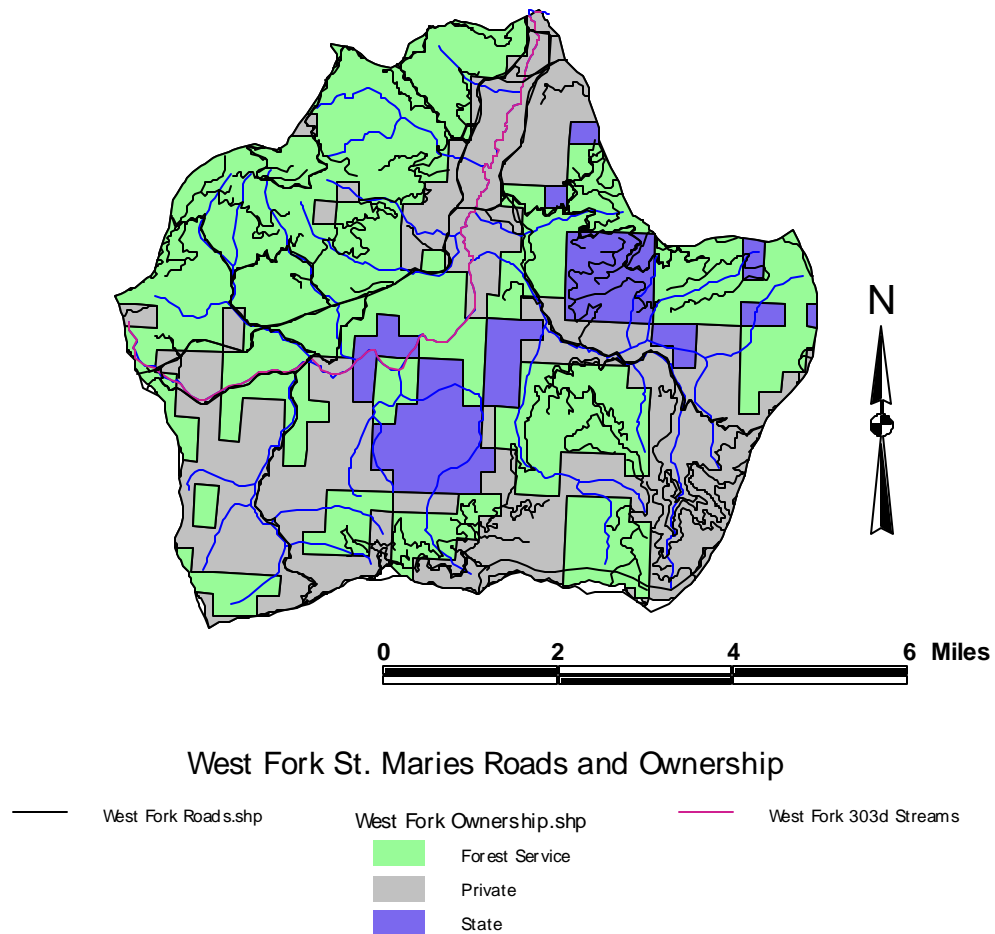 N
0 2 4 6 Miles
West Fork St. Maries Roads and Ownership
West Fork Roads.shp
West Fork Ownership.shp
West Fork 303d Streams
Forest Service
Private
State